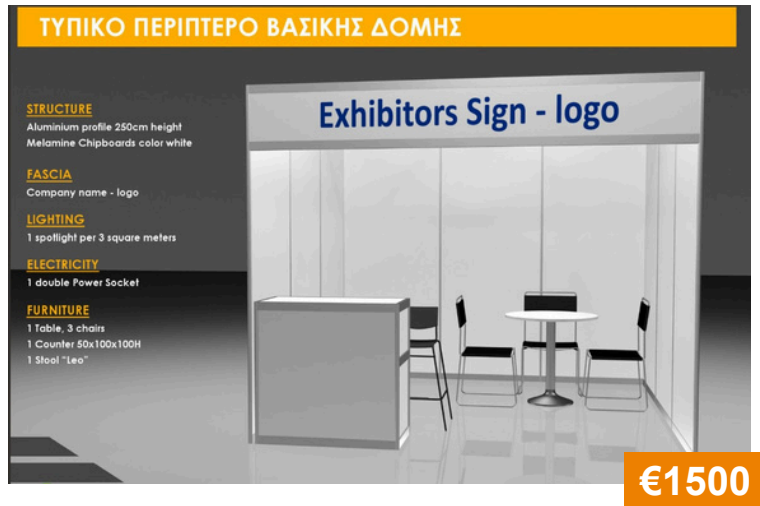 ΤΥΠΙΚΟ ΠΕΡΙΠΤΕΡΟ ΒΑΣΙΚΗΣ ΔΟΜΗΣ
Exhibitors Sign - logo
STRUCTURE
Aluminium profile 250cm height
Melamine Chipboards color white
FASCIA
Company name - logo
LIGHTING
1 spotlight per 3 square meters
ELECTRICITY
1 double Power Socket
FURNITURE
1 Table, 3 chairs
1 Counter 50x100x100H
1 Stool "Leo"
€1500